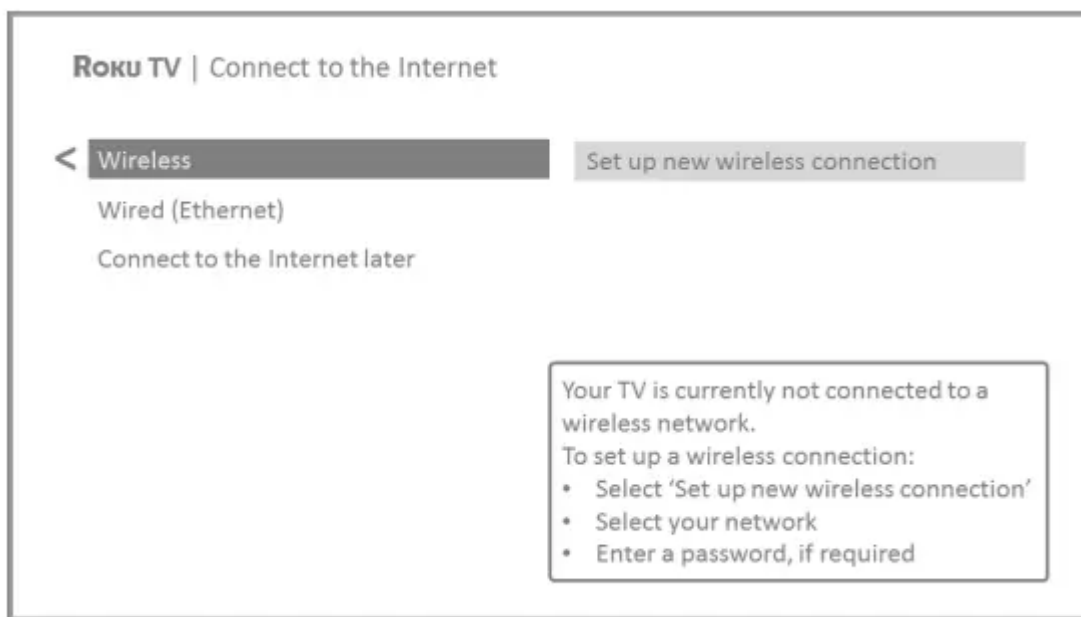 ROKU TV | Connect to the Internet
< Wireless
Set up new wireless connection
Wired (Ethernet)
Connect to the Internet later
Your TV is currently not connected to a
wireless network.
To set up a wireless connection:
• Select ‘Set up new wireless connection’
• Select your network
• Enter a password, if required